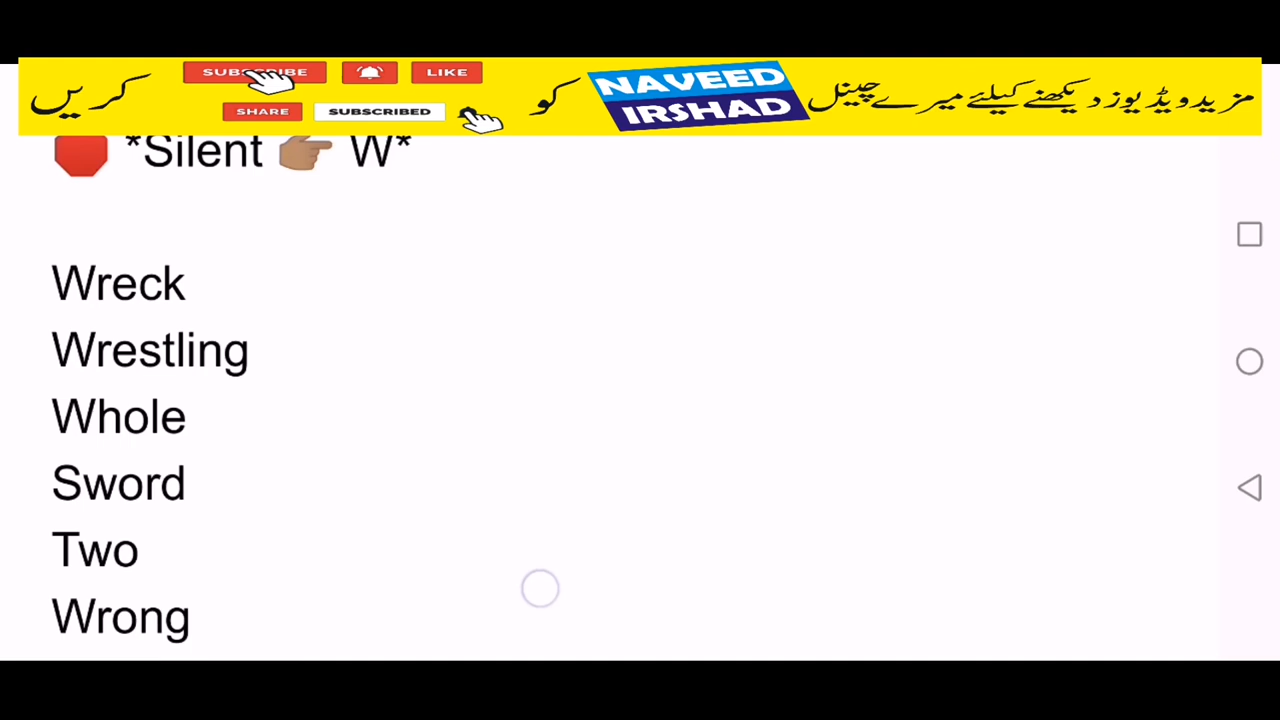 مزید ویڈیوز دیکھنے کیلئے میرے چینل NAVEED IRSHAD کو SUBSCRIBE LIKE SHARE SUBSCRIBED کریں
*Silent 👉🏽 W*
Wreck
Wrestling
Whole
Sword
Two
Wrong